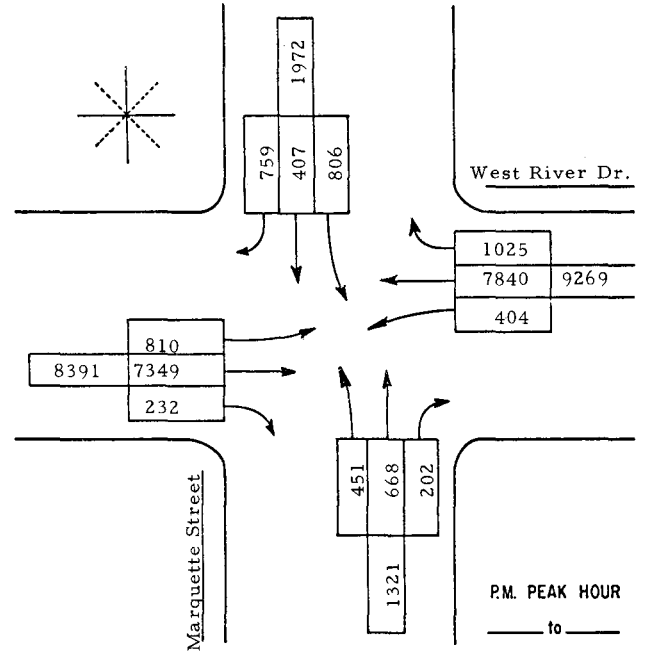 1972
759 407 806
West River Dr.
1025
7840 9269
404
810
8391 7349
232
451 668 202
1321
Marquette Street
P.M. PEAK HOUR
to